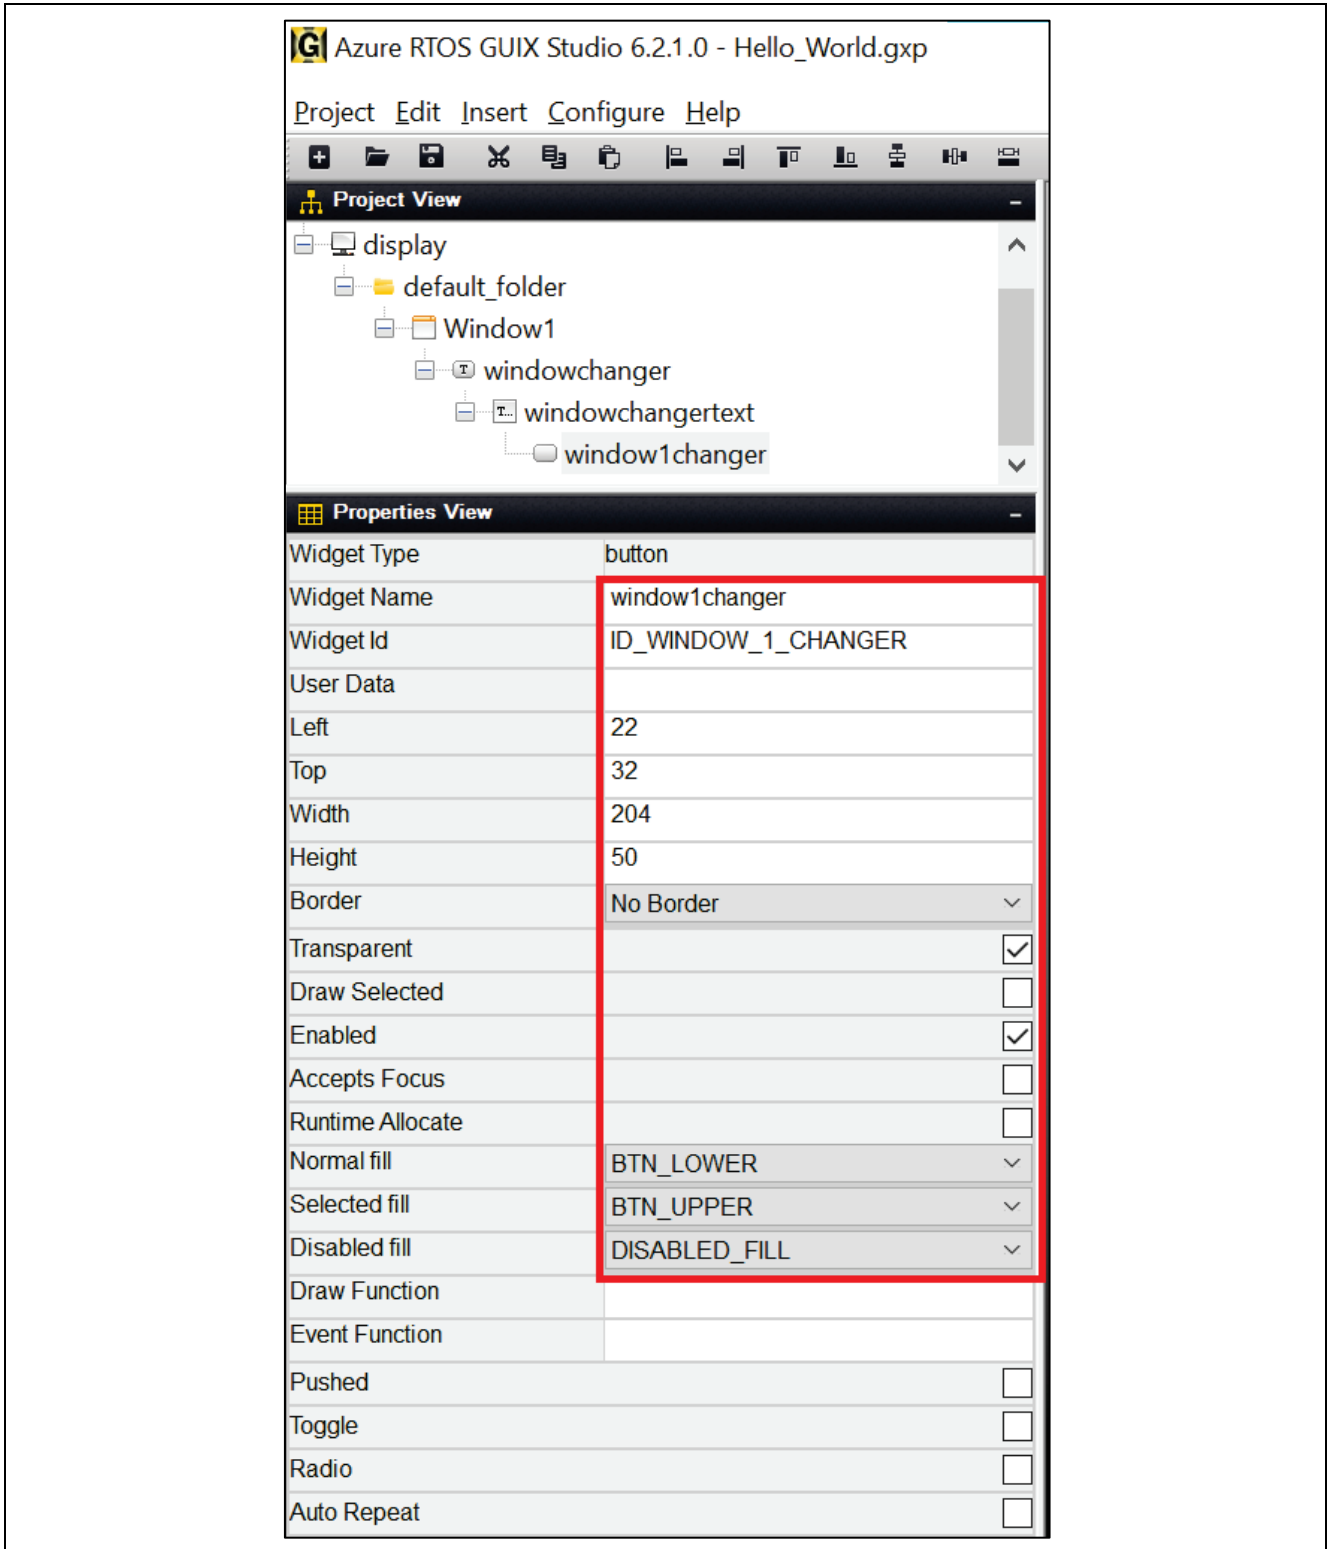 Azure RTOS GUIX Studio 6.2.1.0 - Hello_World.gxp
Project Edit Insert Configure Help
Project View
display
default_folder
Window1
windowchanger
windowchangertext
window1changer
Properties View
Widget Type button
Widget Name window1changer
Widget Id ID_WINDOW_1_CHANGER
User Data
Left 22
Top 32
Width 204
Height 50
Border No Border
Transparent
Draw Selected
Enabled
Accepts Focus
Runtime Allocate
Normal fill BTN_LOWER
Selected fill BTN_UPPER
Disabled fill DISABLED_FILL
Draw Function
Event Function
Pushed
Toggle
Radio
Auto Repeat